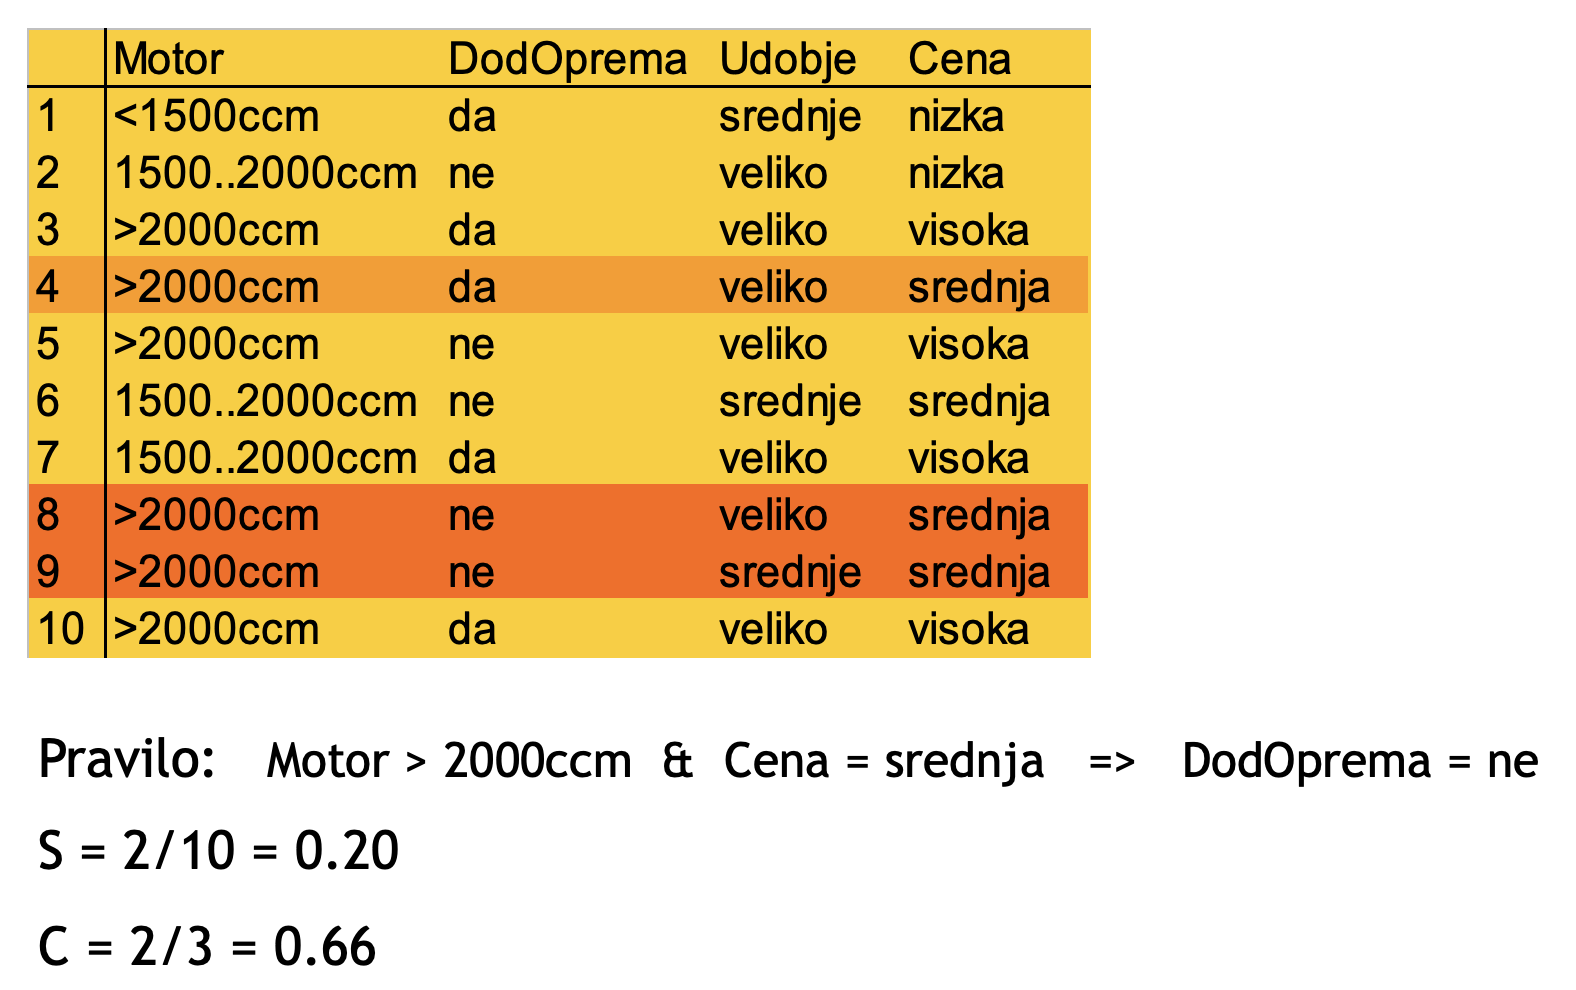 Motor DodOprema Udobje Cena
1 <1500ccm da srednje nizka
2 1500..2000ccm ne veliko nizka
3 >2000ccm da veliko visoka
4 >2000ccm da veliko srednja
5 >2000ccm ne veliko visoka
6 1500..2000ccm ne srednje srednja
7 1500..2000ccm da veliko visoka
8 >2000ccm ne veliko srednja
9 >2000ccm ne srednje srednja
10 >2000ccm da veliko visoka
Pravilo: Motor > 2000ccm & Cena = srednja => DodOprema = ne
S = 2/10 = 0.20
C = 2/3 = 0.66